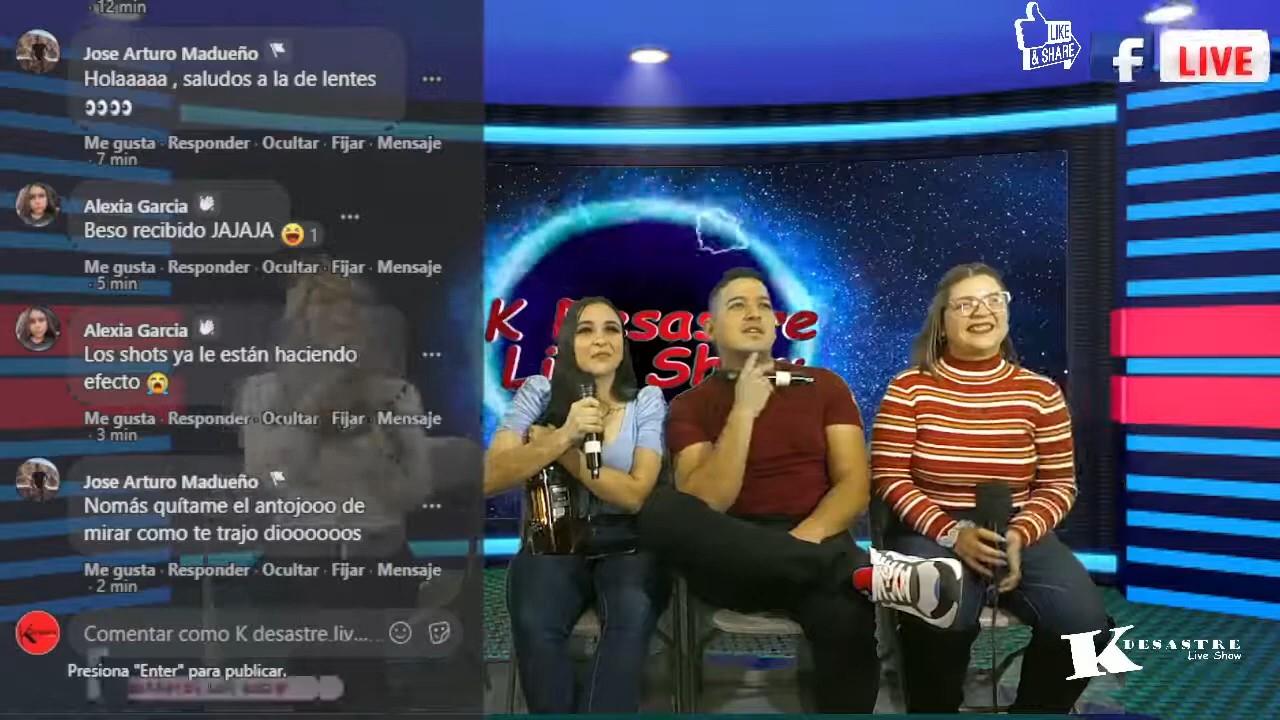 12 min
Jose Arturo Madueño
Holaaaaa , saludos a la de lentes
👀👀
Me gusta · Responder · Ocultar · Fijar · Mensaje
· 7 min
Alexia Garcia
Beso recibido JAJAJA 😆 1
Me gusta · Responder · Ocultar · Fijar · Mensaje
· 5 min
Alexia Garcia
Los shots ya le están haciendo
efecto 😭
Me gusta · Responder · Ocultar · Fijar · Mensaje
· 3 min
Jose Arturo Madueño
Nomás quítame el antojooo de
mirar como te trajo dioooooos
Me gusta · Responder · Ocultar · Fijar · Mensaje
· 2 min
Comentar como K desastre liv...
Presiona "Enter" para publicar.
LIKE
& SHARE
f LIVE
K Desastre
Li Sh
K DESASTRE
Live Show